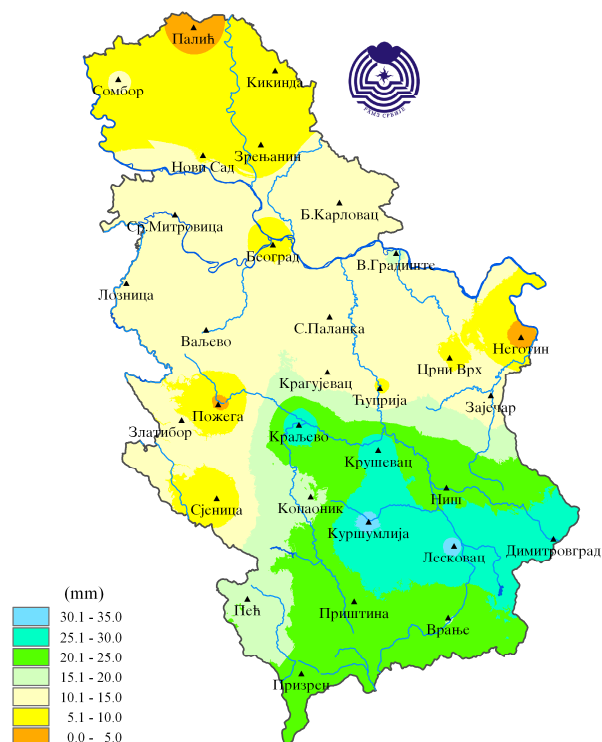 Палић
Сомбор
Кикинда
РХМЗ СРБИЈЕ
Нови Сад
Зрењанин
Б.Карловац
Ср.Митровица
Београд
В.Градиште
Лозница
Ваљево
С.Паланка
Неготин
Црни Врх
Крагујевац
Ћуприја
Зајечар
Пожега
Златибор
Краљево
Крушевац
Ниш
Сјеница
Копаоник
Куршумлија
Лесковац
Димитровград
Пећ
Приштина
Врање
Призрен
(mm)
30.1 - 35.0
25.1 - 30.0
20.1 - 25.0
15.1 - 20.0
10.1 - 15.0
5.1 - 10.0
0.0 - 5.0